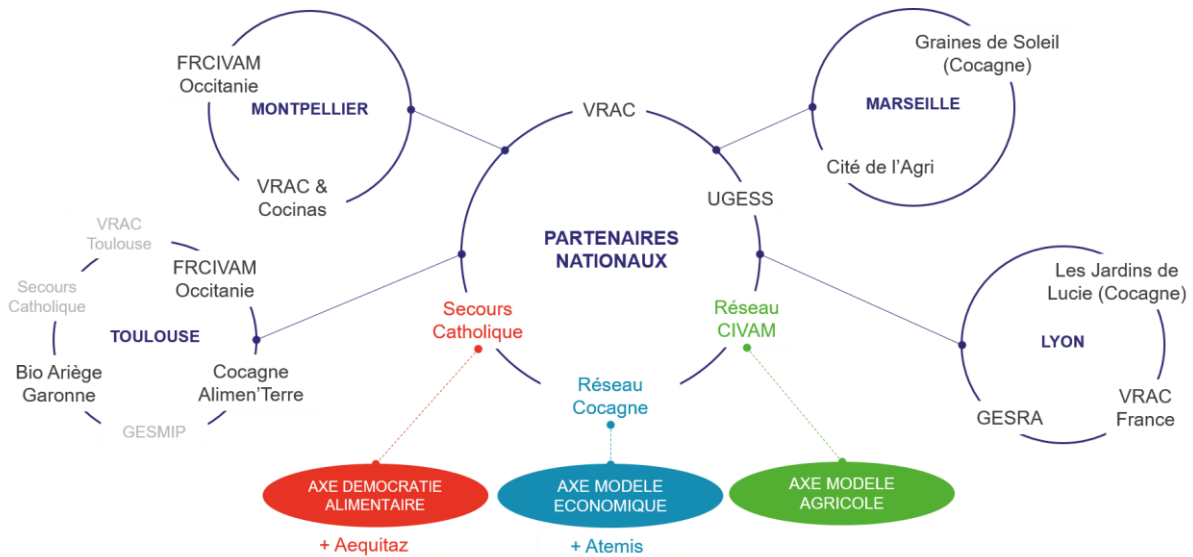 FRCIVAM
Occitanie
MONTPELLIER
VRAC &
Cocinas
VRAC
Graines de Soleil
(Cocagne)
MARSEILLE
Cité de l'Agri
UGESS
PARTENAIRES
NATIONAUX
VRAC
Toulouse
FRCIVAM
Occitanie
Secours
Catholique
TOULOUSE
Bio Ariège
Garonne
Cocagne
Alimen'Terre
GESMIP
Secours
Catholique
Réseau
CIVAM
Réseau
Cocagne
Les Jardins de
Lucie (Cocagne)
LYON
GESRA
VRAC
France
AXE DEMOCRATIE
ALIMENTAIRE
+ Aequitaz
AXE MODELE
ECONOMIQUE
+ Atemis
AXE MODELE
AGRICOLE